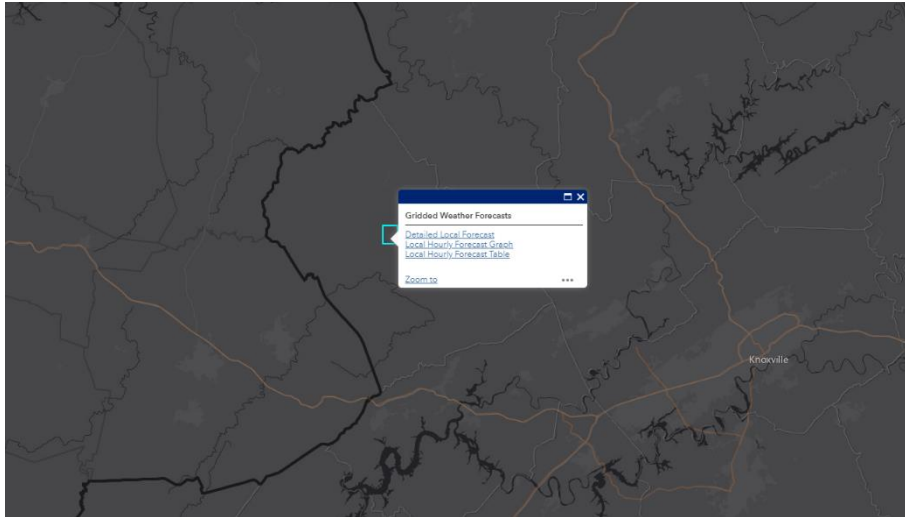 Gridded Weather Forecasts
Detailed Local Forecast
Local Hourly Forecast Graph
Local Hourly Forecast Table
Zoom to
Knoxville